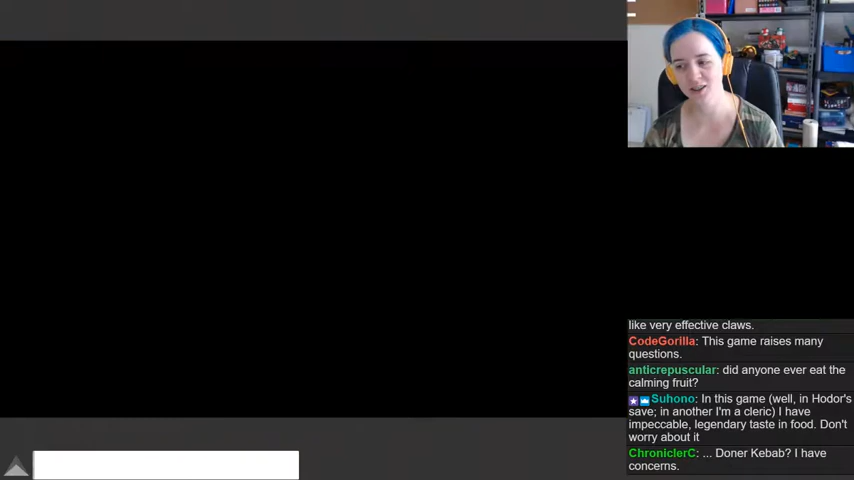 like very effective claws.
CodeGorilla: This game raises many
questions.
anticrepuscular: did anyone ever eat the
calming fruit?
Suhono: In this game (well, in Hodor's
save; in another I'm a cleric) I have
impeccable, legendary taste in food. Don't
worry about it
ChroniclerC: ... Doner Kebab? I have
concerns.